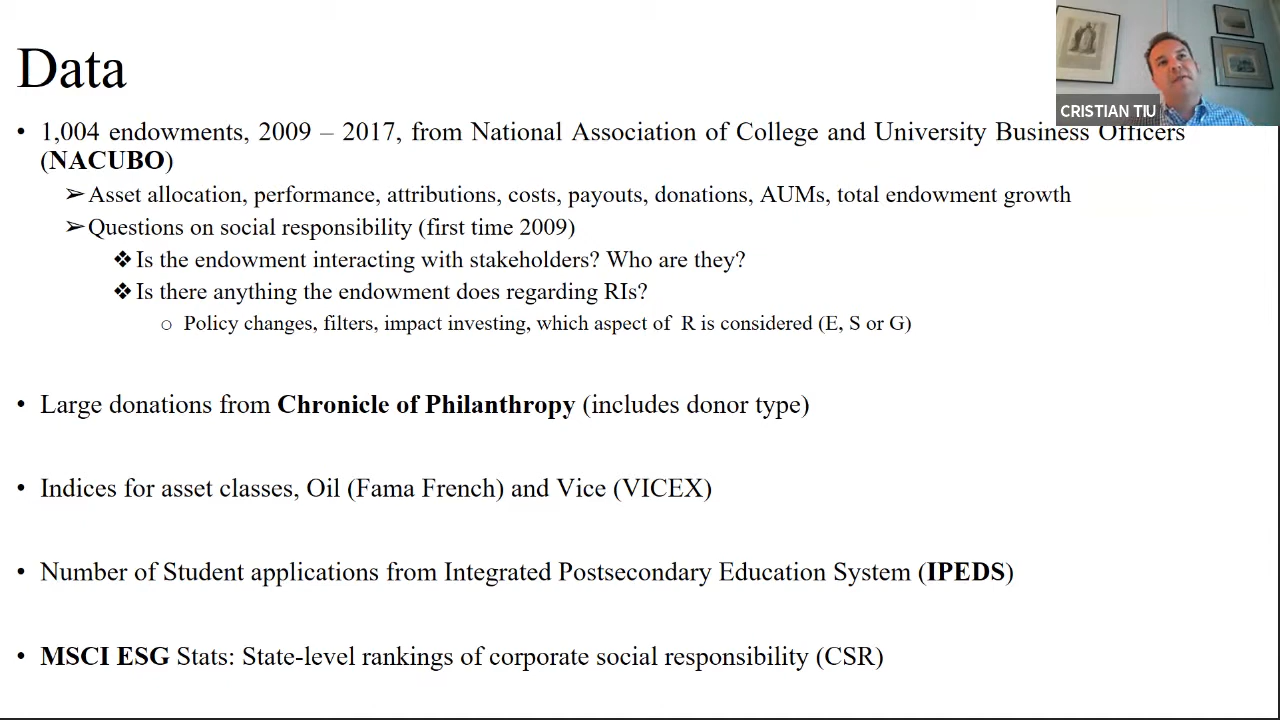 Data
CRISTIAN TIU
• 1,004 endowments, 2009 – 2017, from National Association of College and University Business Officers
(NACUBO)
➢ Asset allocation, performance, attributions, costs, payouts, donations, AUMs, total endowment growth
➢ Questions on social responsibility (first time 2009)
❖ Is the endowment interacting with stakeholders? Who are they?
❖ Is there anything the endowment does regarding RIs?
○ Policy changes, filters, impact investing, which aspect of R is considered (E, S or G)
• Large donations from Chronicle of Philanthropy (includes donor type)
• Indices for asset classes, Oil (Fama French) and Vice (VICEX)
• Number of Student applications from Integrated Postsecondary Education System (IPEDS)
• MSCI ESG Stats: State-level rankings of corporate social responsibility (CSR)